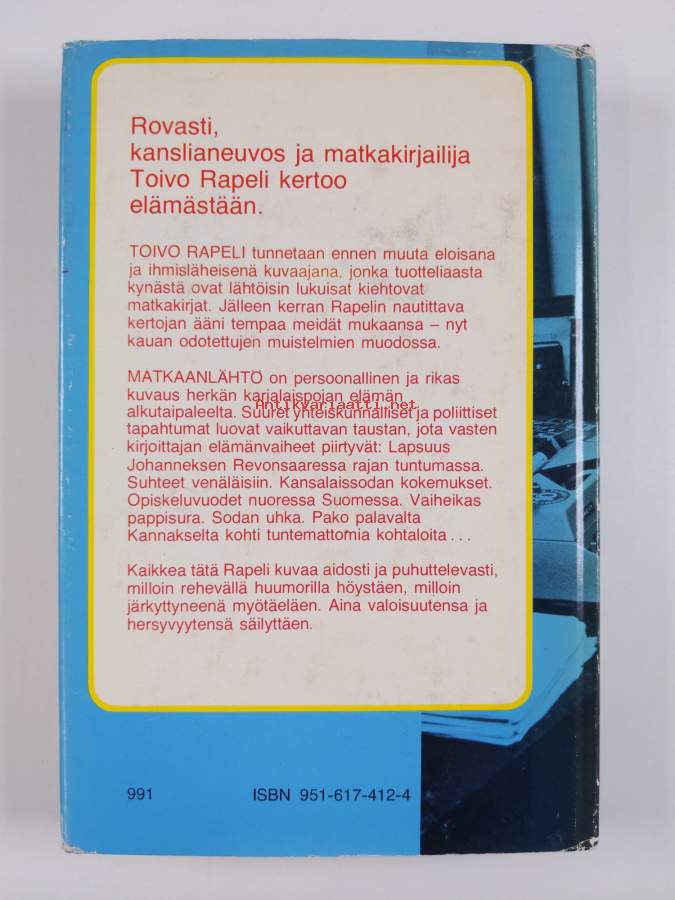 Rovasti,
kanslianeuvos ja matkakirjailija
Toivo Rapeli kertoo
elämästään.
TOIVO RAPELI tunnetaan ennen muuta eloisana
ja ihmisläheisenä kuvaajana, jonka tuotteliaasta
kynästä ovat lähtöisin lukuisat kiehtovat
matkakirjat. Jälleen kerran Rapelin nautittava
kertojan ääni tempaa meidät mukaansa – nyt
kauan odotettujen muistelmien muodossa.
MATKAANLÄHTÖ on persoonallinen ja rikas
kuvaus herkän karjalaispojan elämän
alkutaipaleelta. Suuret yhteiskunnalliset ja poliittiset
Antikvariaatti.net
tapahtumat luovat vaikuttavan taustan, jota vasten
kirjoittajan elämänvaiheet piirtyvät: Lapsuus
Johanneksen Revonsaaressa rajan tuntumassa.
Suhteet venäläisiin. Kansalaissodan kokemukset.
Opiskeluvuodet nuoressa Suomessa. Vaiheikas
pappisura. Sodan uhka. Pako palavalta
Kannakselta kohti tuntemattomia kohtaloita ...
Kaikkea tätä Rapeli kuvaa aidosti ja puhuttelevasti,
milloin rehevällä huumorilla höystäen, milloin
järkyttyneenä myötäeläen. Aina valoisuutensa ja
hersyvyytensä säilyttäen.
991 ISBN 951-617-412-4